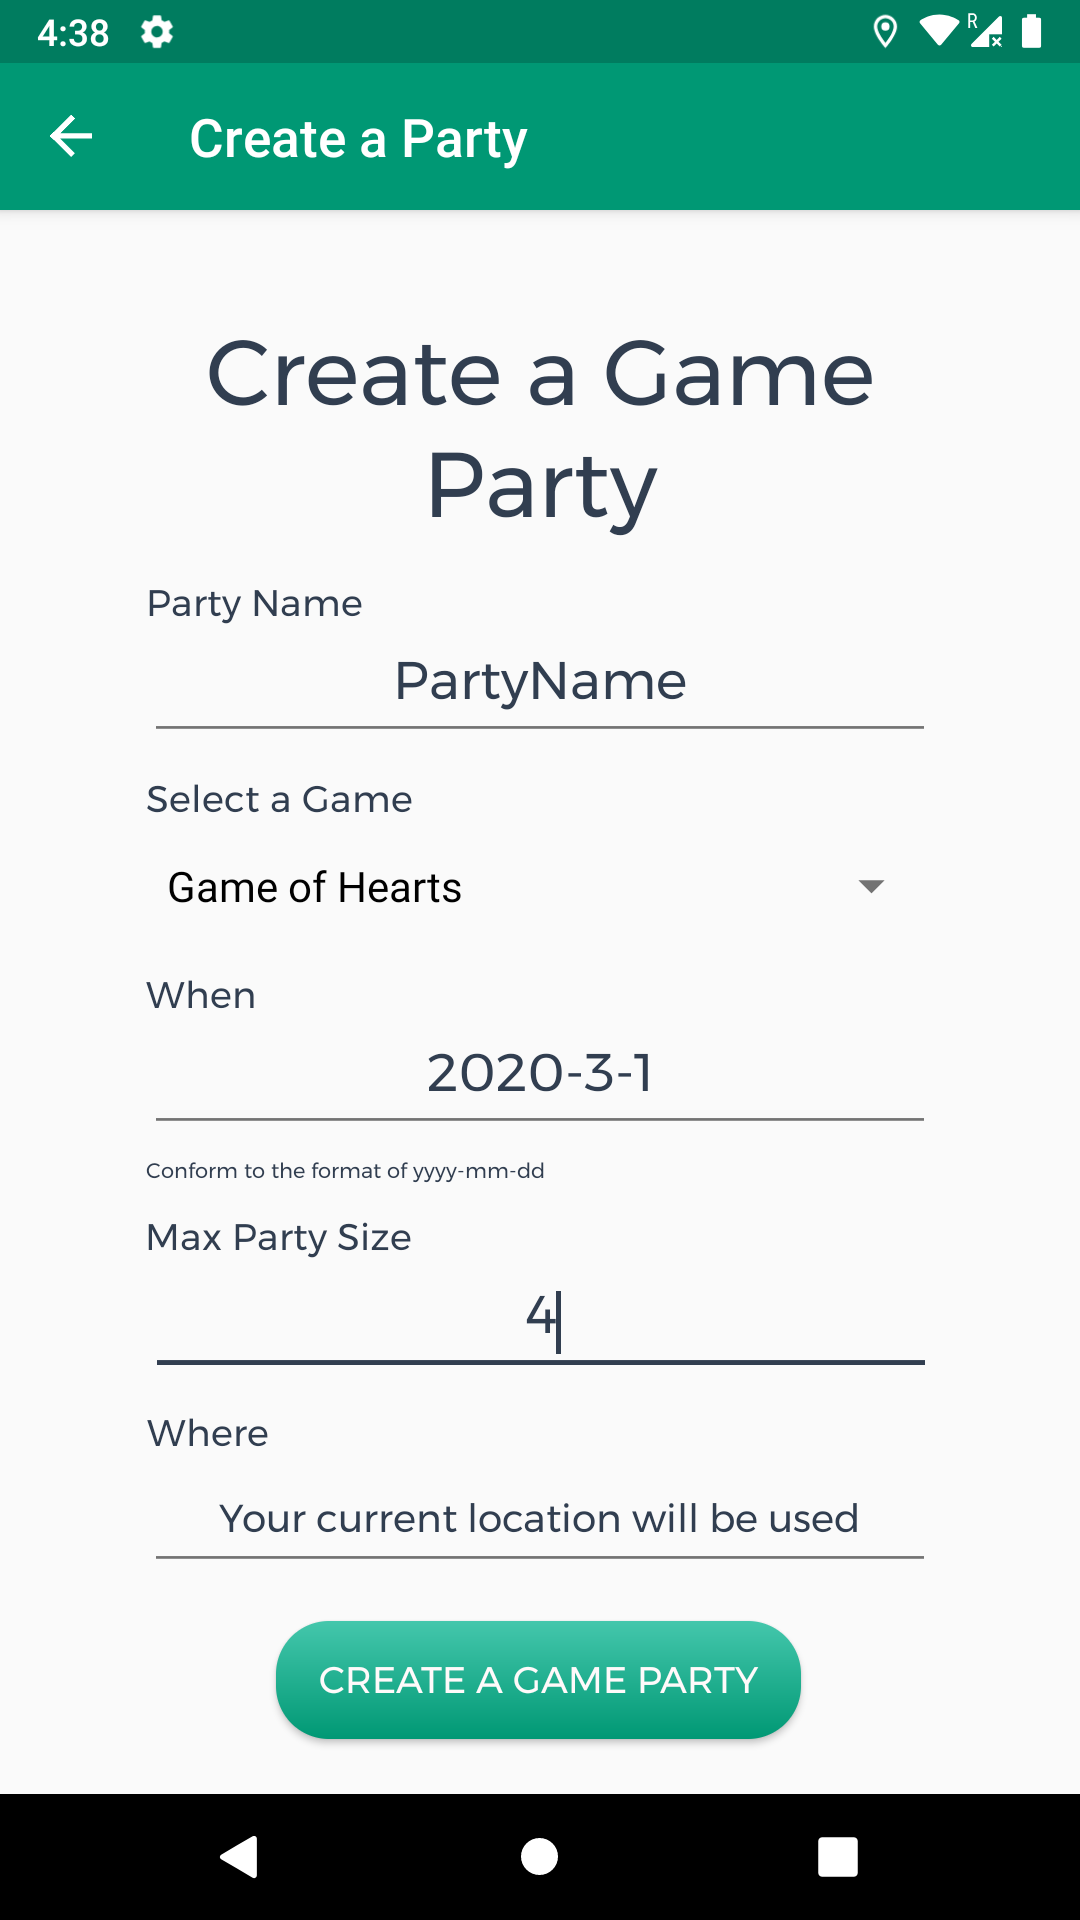 4:38
R
Create a Party
Create a Game
Party
Party Name
PartyName
Select a Game
Game of Hearts
When
2020-3-1
Conform to the format of yyyy-mm-dd
Max Party Size
4
Where
Your current location will be used
CREATE A GAME PARTY